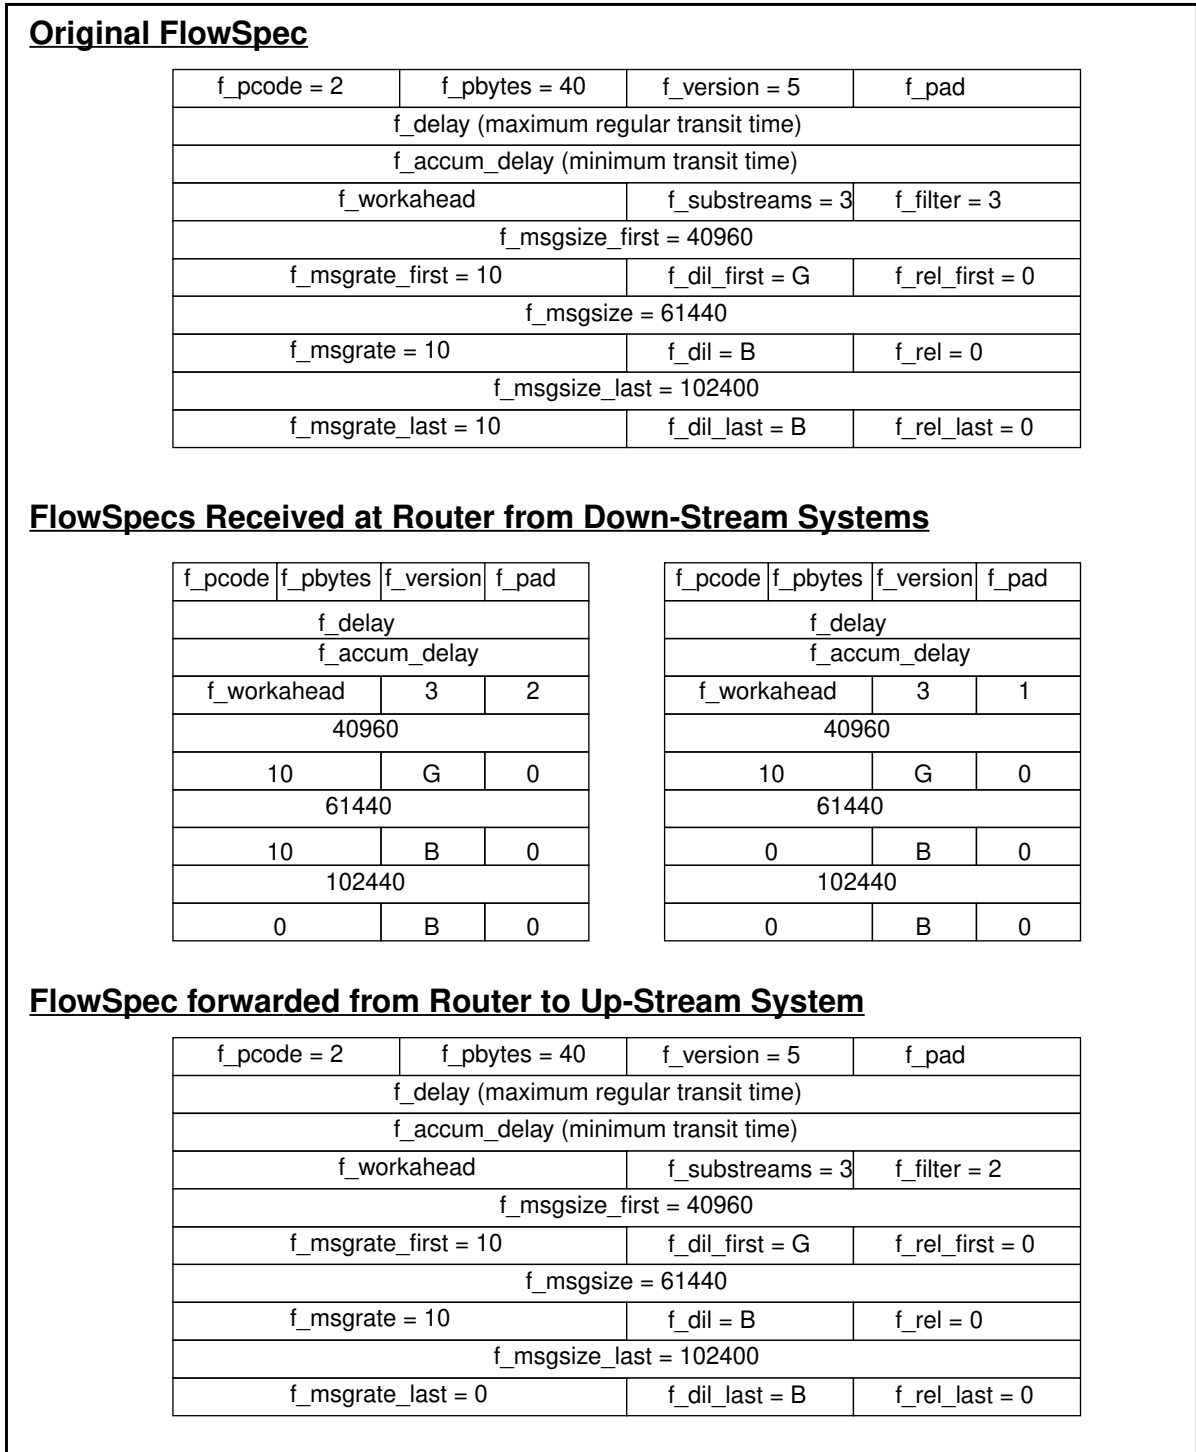 Original FlowSpec
f_pcode = 2 f_pbytes = 40 f_version = 5 f_pad
f_delay (maximum regular transit time)
f_accum_delay (minimum transit time)
f_workahead f_substreams = 3 f_filter = 3
f_msgsize_first = 40960
f_msgrate_first = 10 f_dil_first = G f_rel_first = 0
f_msgsize = 61440
f_msgrate = 10 f_dil = B f_rel = 0
f_msgsize_last = 102400
f_msgrate_last = 10 f_dil_last = B f_rel_last = 0
FlowSpecs Received at Router from Down-Stream Systems
f_pcode f_pbytes f_version f_pad f_pcode f_pbytes f_version f_pad
f_delay f_delay
f_accum_delay f_accum_delay
f_workahead 3 2 f_workahead 3 1
40960 40960
10 G 0 10 G 0
61440 61440
10 B 0 0 B 0
102440 102440
0 B 0 0 B 0
FlowSpec forwarded from Router to Up-Stream System
f_pcode = 2 f_pbytes = 40 f_version = 5 f_pad
f_delay (maximum regular transit time)
f_accum_delay (minimum transit time)
f_workahead f_substreams = 3 f_filter = 2
f_msgsize_first = 40960
f_msgrate_first = 10 f_dil_first = G f_rel_first = 0
f_msgsize = 61440
f_msgrate = 10 f_dil = B f_rel = 0
f_msgsize_last = 102400
f_msgrate_last = 0 f_dil_last = B f_rel_last = 0